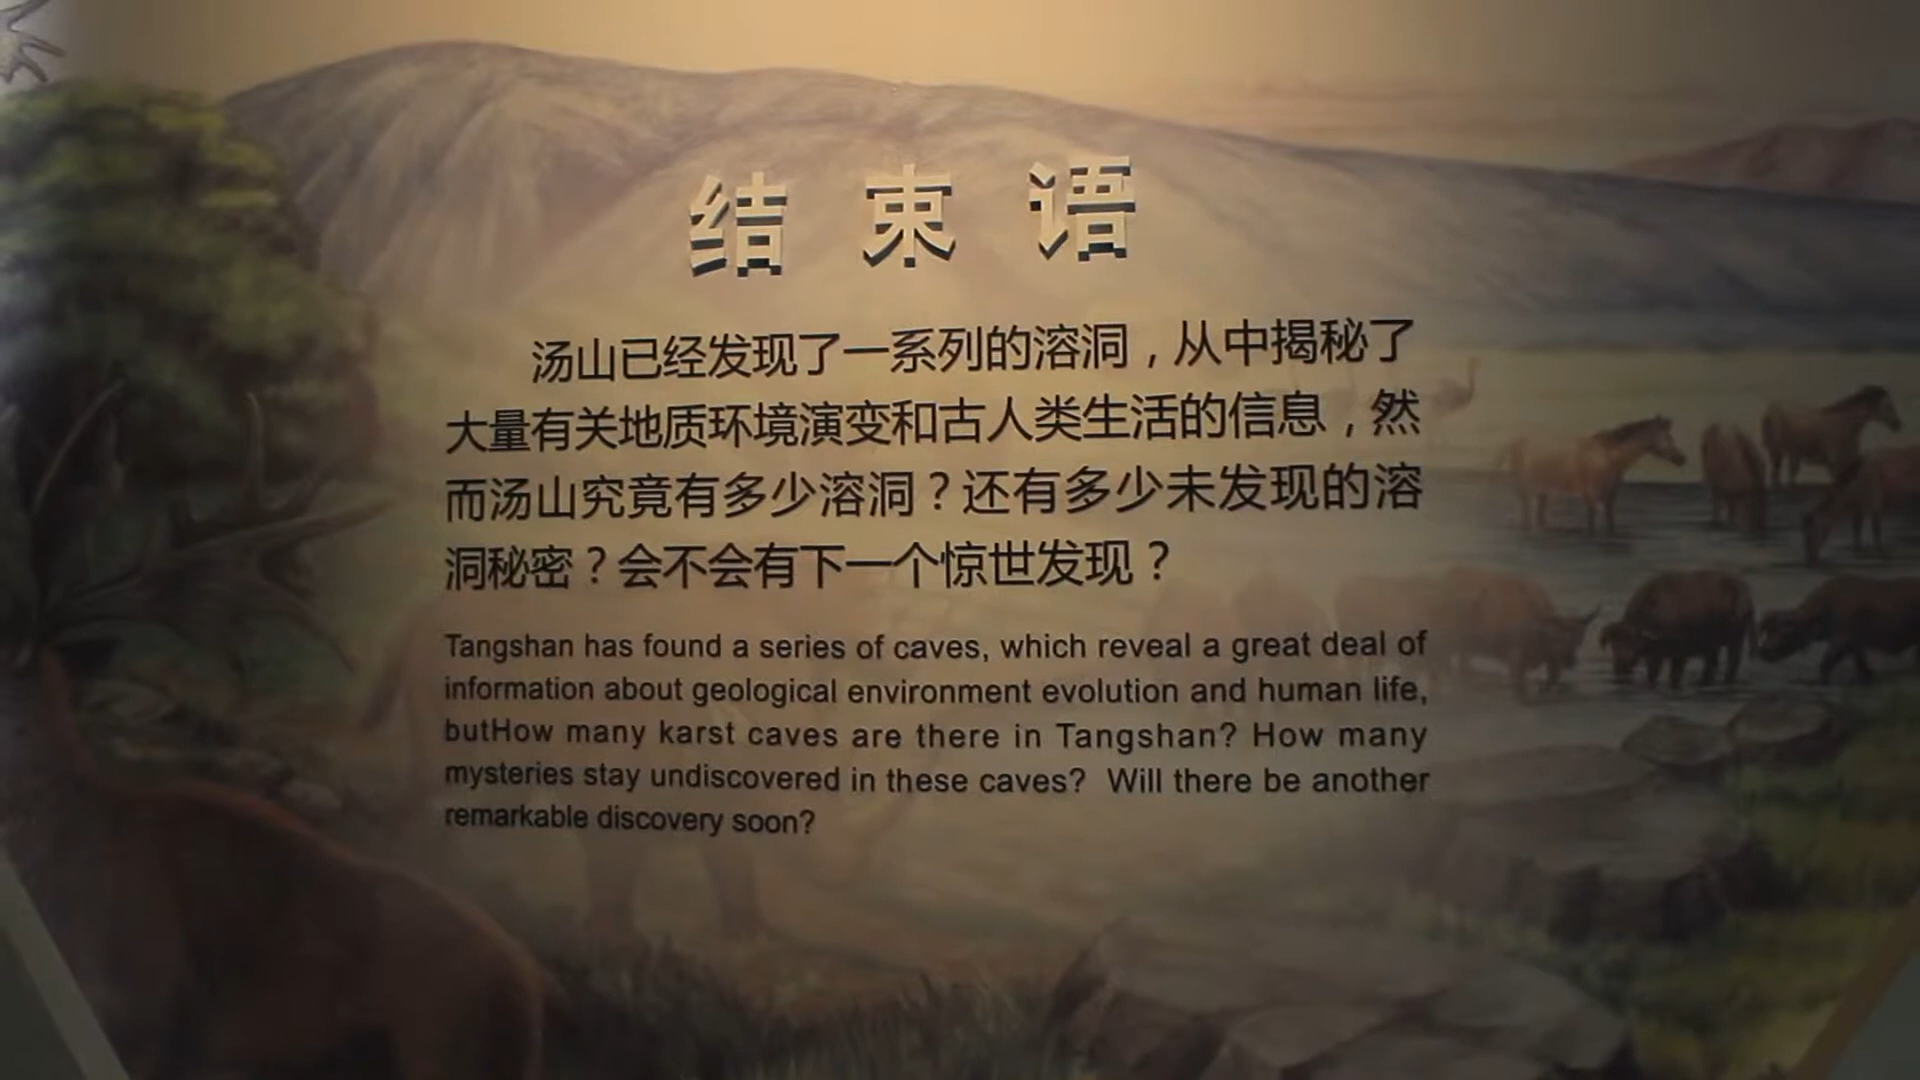 结束语
汤山已经发现了一系列的溶洞，从中揭秘了
大量有关地质环境演变和古人类生活的信息，然
而汤山究竟有多少溶洞？还有多少未发现的溶
洞秘密？会不会有下一个惊世发现？
Tangshan has found a series of caves, which reveal a great deal of
information about geological environment evolution and human life,
butHow many karst caves are there in Tangshan? How many
mysteries stay undiscovered in these caves? Will there be another
remarkable discovery soon?